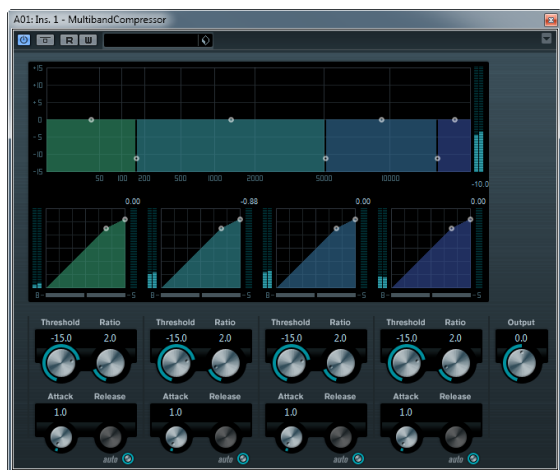 A01: Ins. 1 - MultibandCompressor
R W
+15
+10
+5
0
-5
-10
-15
50 100 200 500 1000 2000 5000 10000
-10.0
0.00 -0.88 0.00 0.00
B S B S B S B S
Threshold Ratio Threshold Ratio Threshold Ratio Threshold Ratio Output
-15.0 2.0 -15.0 2.0 -15.0 2.0 -15.0 2.0 0.0
Attack Release Attack Release Attack Release Attack Release
1.0 1.0 1.0 1.0
auto auto auto auto